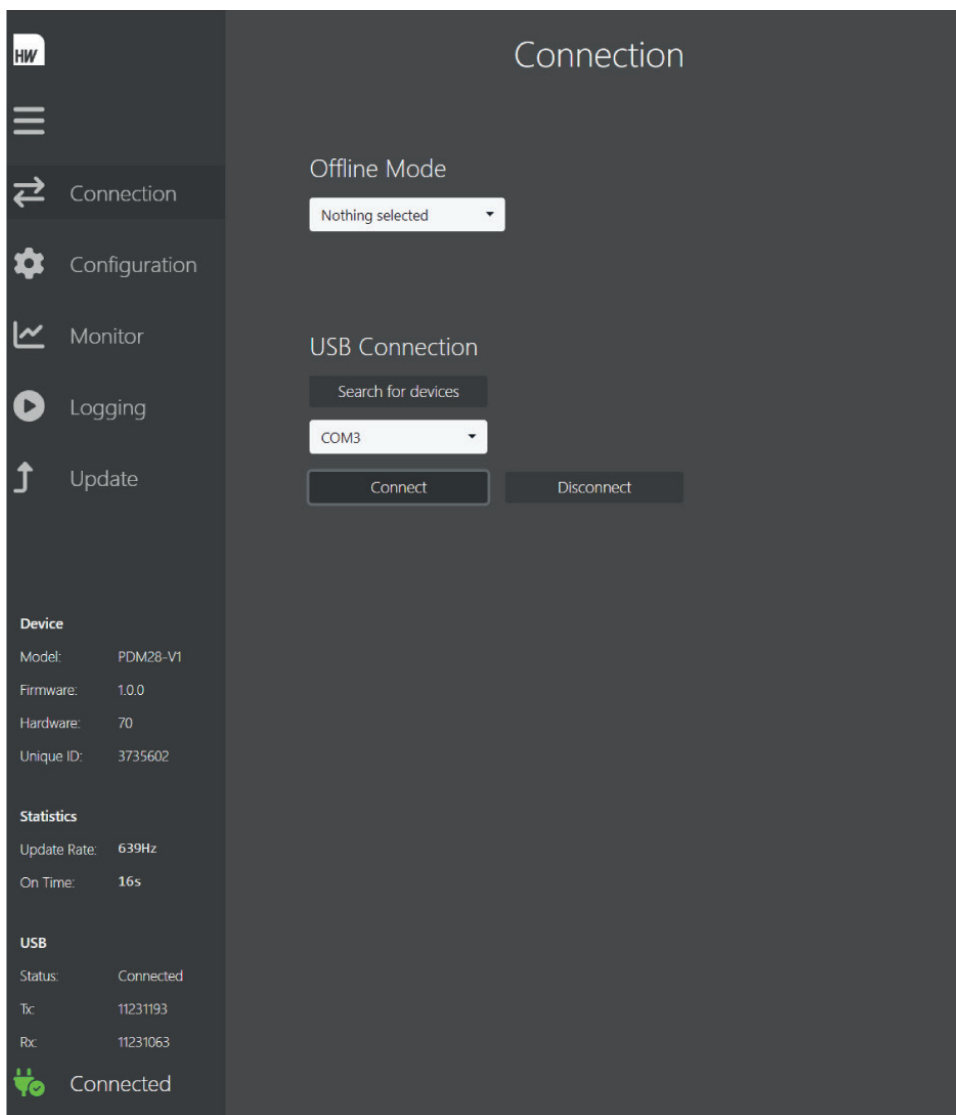 HW
Connection
Configuration
Monitor
Logging
Update
Device
Model: PDM28-V1
Firmware: 1.0.0
Hardware: 70
Unique ID: 3735602
Statistics
Update Rate: 639Hz
On Time: 16s
USB
Status: Connected
Tx: 11231193
Rx: 11231063
Connected
Connection
Offline Mode
Nothing selected
USB Connection
Search for devices
COM3
Connect Disconnect